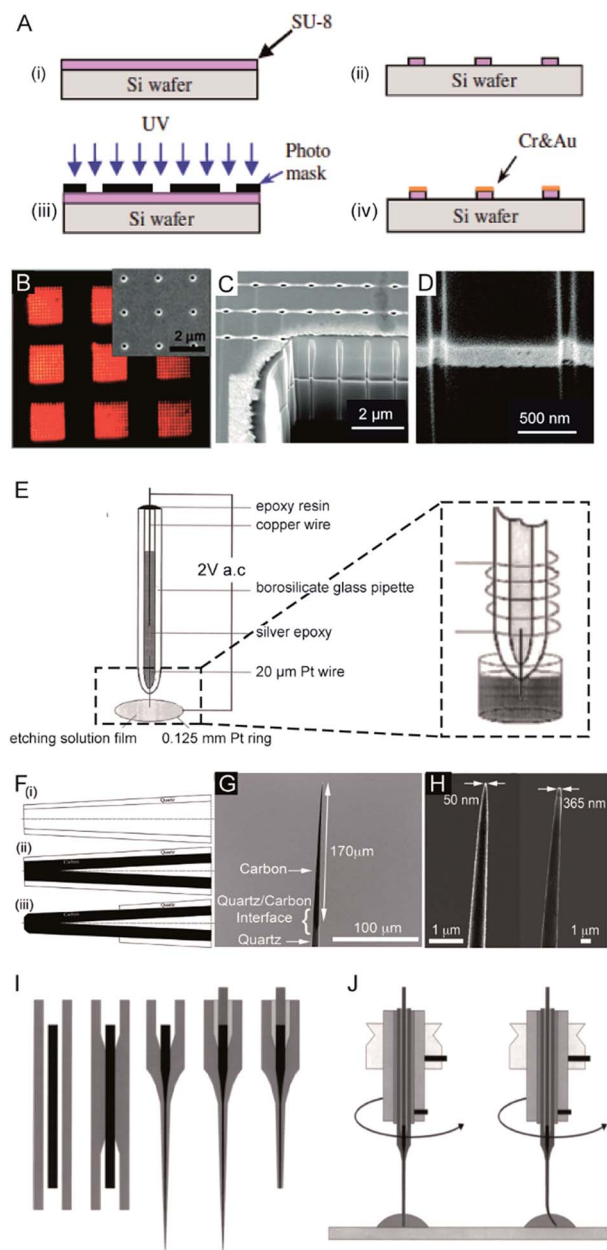 A
SU-8
(i)
Si wafer
(ii)
Si wafer
UV
Photo
mask
(iii)
Si wafer
Cr&Au
(iv)
Si wafer
B
2 µm
C
2 µm
D
500 nm
E
epoxy resin
copper wire
2V a.c
borosilicate glass pipette
silver epoxy
20 µm Pt wire
etching solution film
0.125 mm Pt ring
F
(i)
Quartz
(ii)
Quartz
Carbon
(iii)
Quartz
Carbon
G
170µm
Carbon
Quartz/Carbon
Interface
Quartz
100 µm
H
50 nm
365 nm
1 µm
1 µm
I
J